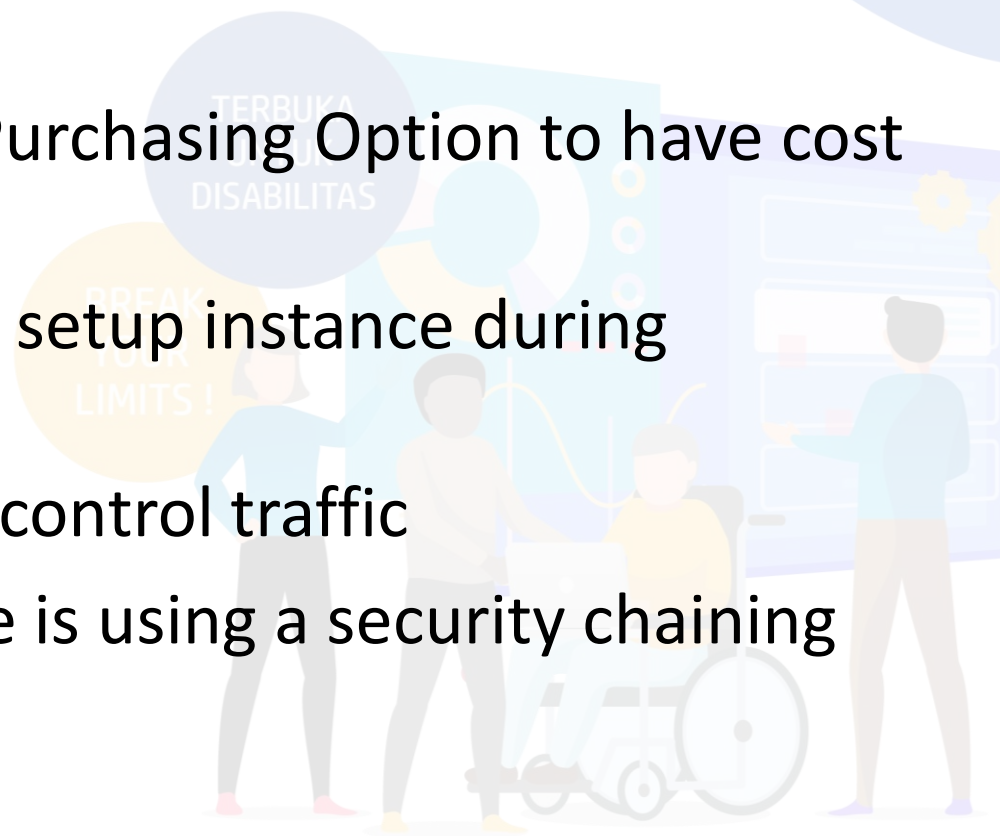 TERBUKA
Purchasing Option to have cost
DISABILITAS
BREAK
setup instance during
YOUR
LIMITS !
control traffic
e is using a security chaining